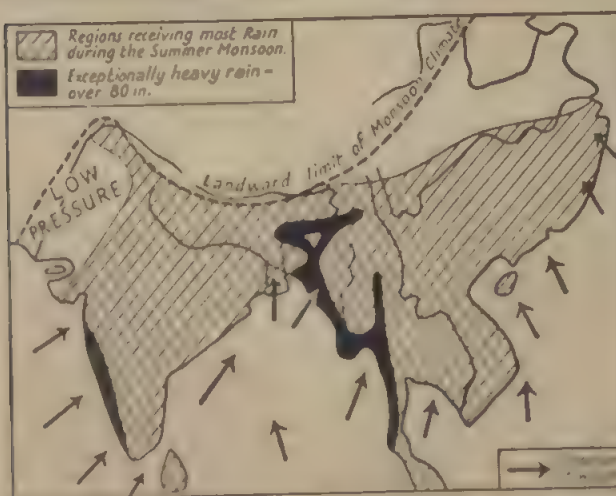 Regions receiving most Rain
during the Summer Monsoon.
Exceptionally heavy rain –
over 80 in.
Landward limit of Monsoon Climate
LOW
PRESSURE